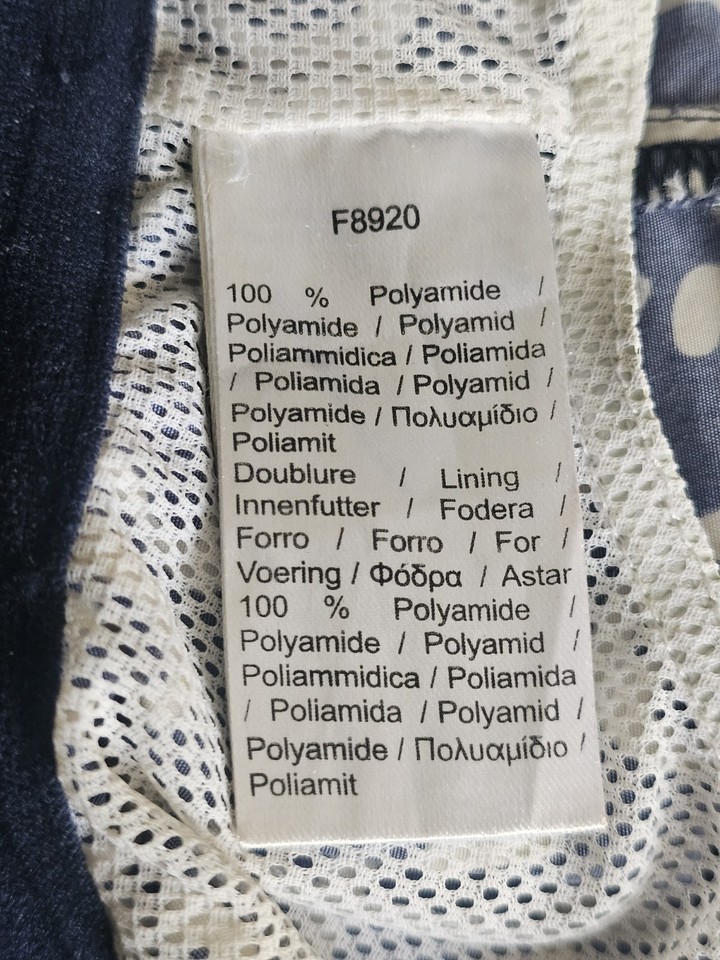 F8920
100 % Polyamide /
Polyamide / Polyamid /
Poliammidica / Poliamida
/ Poliamida / Polyamid /
Polyamide / Πολυαμίδιο /
Poliamit
Doublure / Lining /
Innenfutter / Fodera /
Forro / Forro / For /
Voering / Φόδρα / Astar
100 % Polyamide /
Polyamide / Polyamid /
Poliammidica / Poliamida
/ Poliamida / Polyamid /
Polyamide / Πολυαμίδιο /
Poliamit